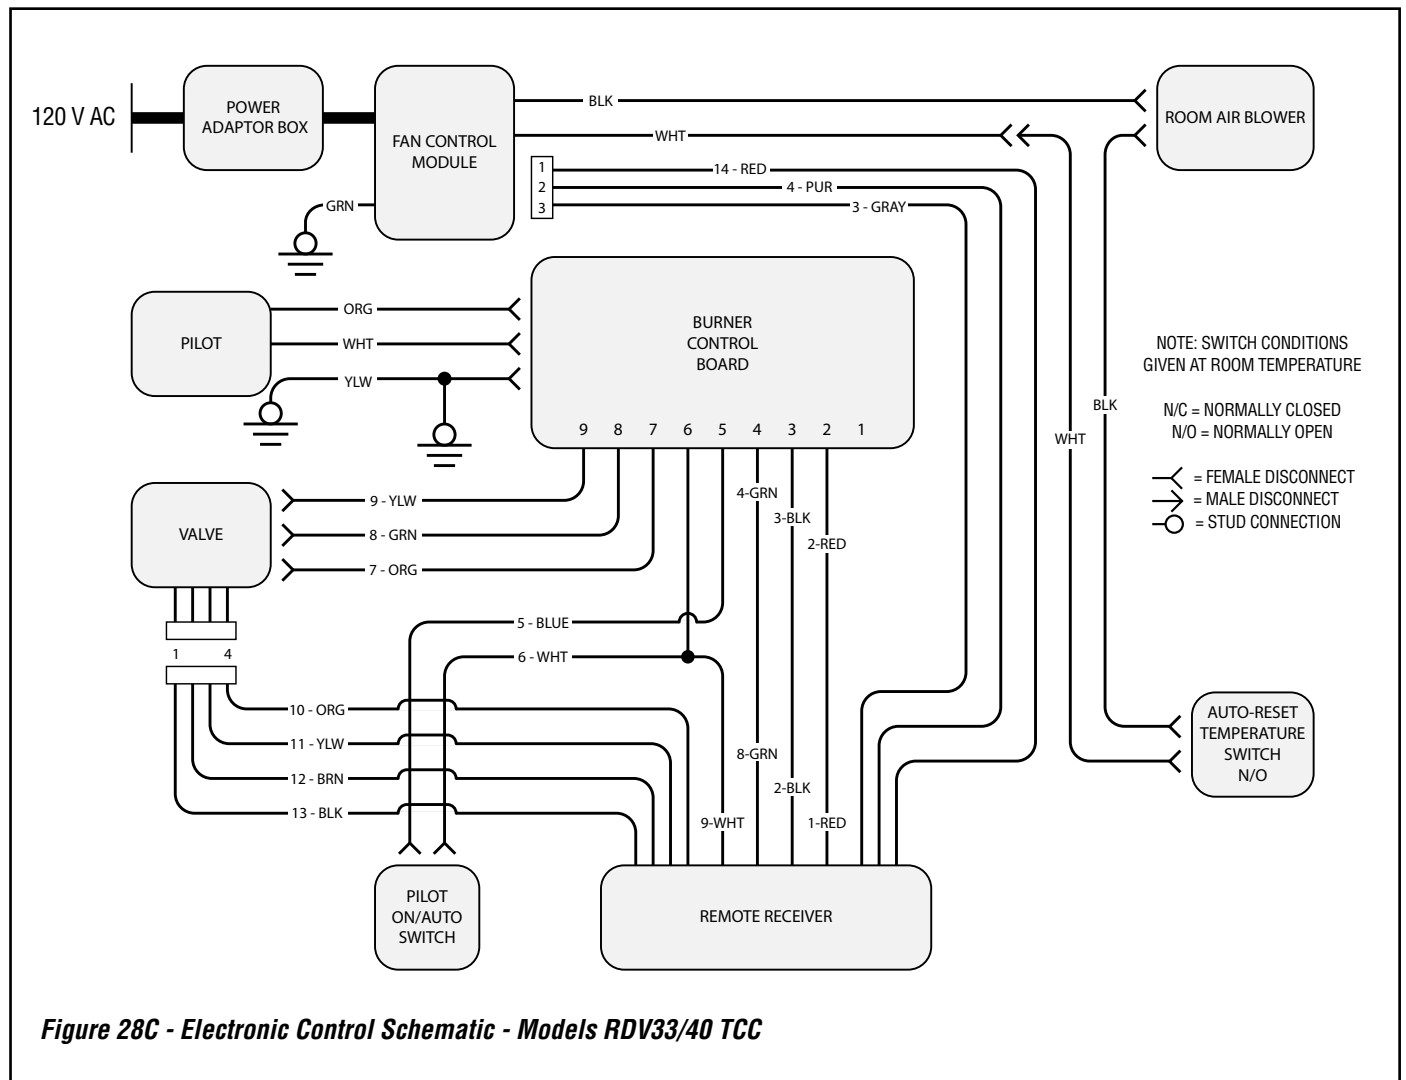 120 V AC
POWER
ADAPTOR BOX
FAN CONTROL
MODULE
BLK
WHT
ROOM AIR BLOWER
1
2
3
14 - RED
4 - PUR
3 - GRAY
GRN
PILOT
ORG
WHT
YLW
BURNER
CONTROL
BOARD
9 8 7 6 5 4 3 2 1
NOTE: SWITCH CONDITIONS
GIVEN AT ROOM TEMPERATURE
N/C = NORMALLY CLOSED
N/O = NORMALLY OPEN
= FEMALE DISCONNECT
= MALE DISCONNECT
= STUD CONNECTION
BLK
WHT
VALVE
9 - YLW
8 - GRN
7 - ORG
4-GRN
3-BLK
2-RED
5 - BLUE
6 - WHT
1 4
10 - ORG
11 - YLW
12 - BRN
13 - BLK
8-GRN
2-BLK
9-WHT
1-RED
AUTO-RESET
TEMPERATURE
SWITCH
N/O
PILOT
ON/AUTO
SWITCH
REMOTE RECEIVER
Figure 28C - Electronic Control Schematic - Models RDV33/40 TCC